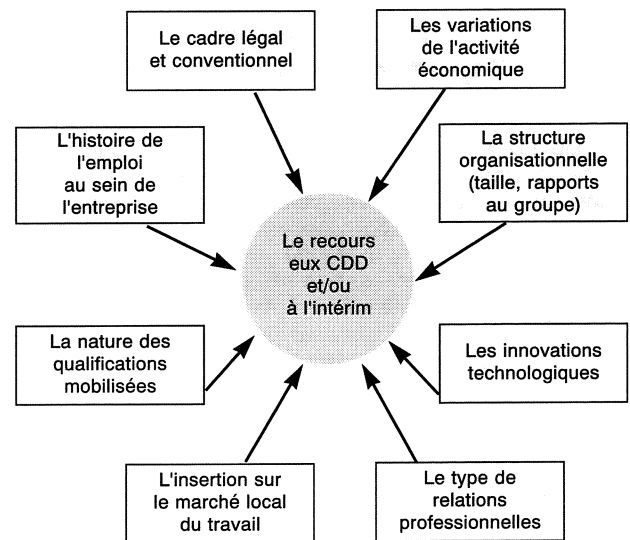 Le cadre légal
et conventionnel
Les variations
de l'activité
économique
L'histoire de
l'emploi
au sein de
l'entreprise
La structure
organisationnelle
(taille, rapports
au groupe)
Le recours
eux CDD
et/ou
à l'intérim
La nature des
qualifications
mobilisées
Les innovations
technologiques
L'insertion sur
le marché local
du travail
Le type de
relations
professionnelles